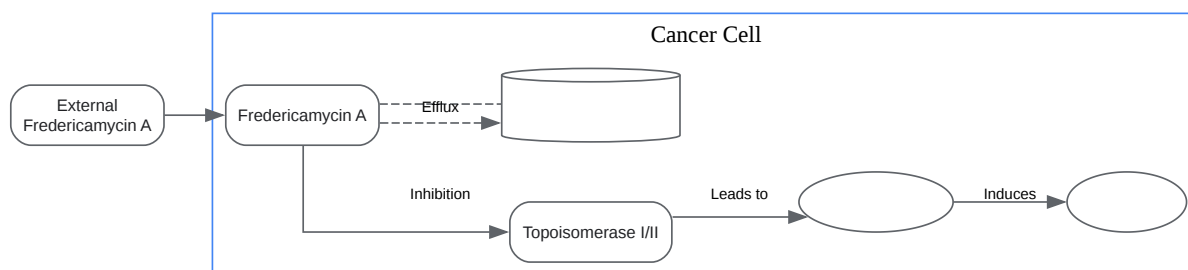 Cancer Cell
External
Fredericamycin A
Fredericamycin A
Efflux
Inhibition
Leads to
Induces
Topoisomerase I/II